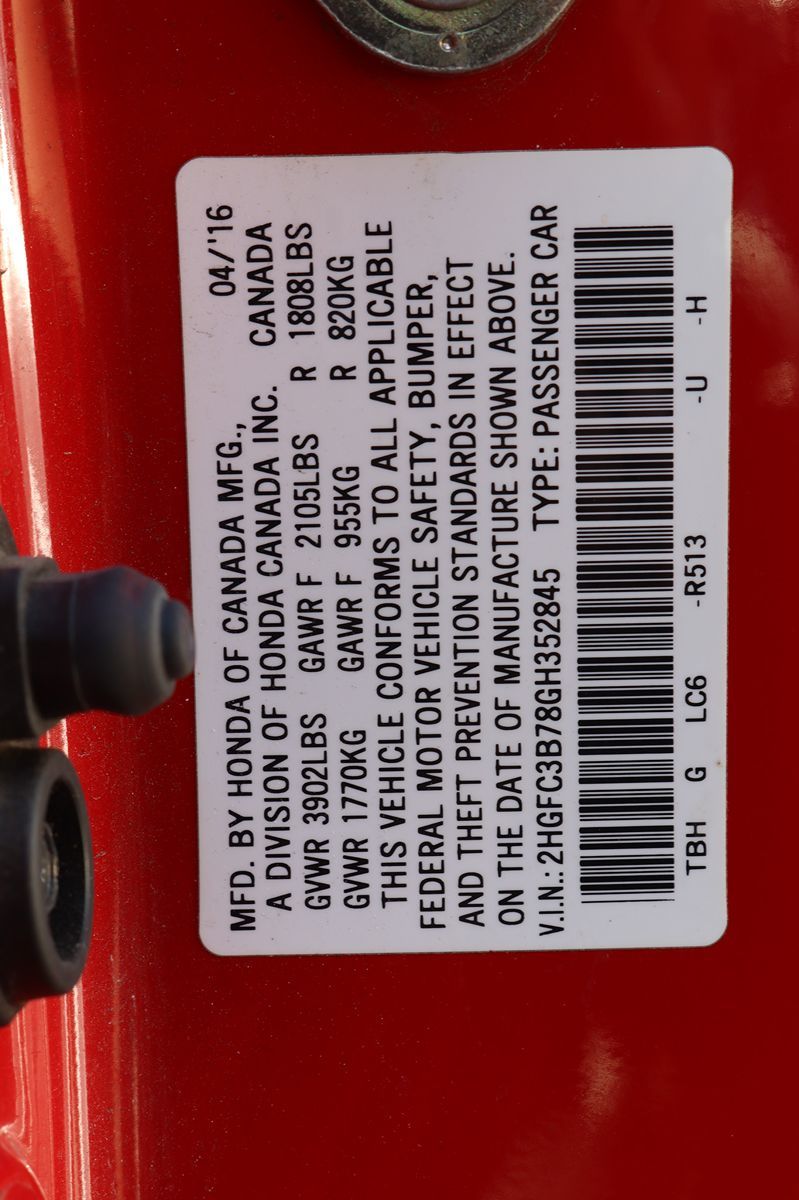 MFD. BY HONDA OF CANADA MFG., 04/'16
A DIVISION OF HONDA CANADA INC. CANADA
GVWR 3902LBS GAWR F 2105LBS R 1808LBS
GVWR 1770KG GAWR F 955KG R 820KG
THIS VEHICLE CONFORMS TO ALL APPLICABLE
FEDERAL MOTOR VEHICLE SAFETY, BUMPER,
AND THEFT PREVENTION STANDARDS IN EFFECT
ON THE DATE OF MANUFACTURE SHOWN ABOVE.
V.I.N.: 2HGFC3B78GH352845 TYPE: PASSENGER CAR
TBH G LC6 -R513 -U -H